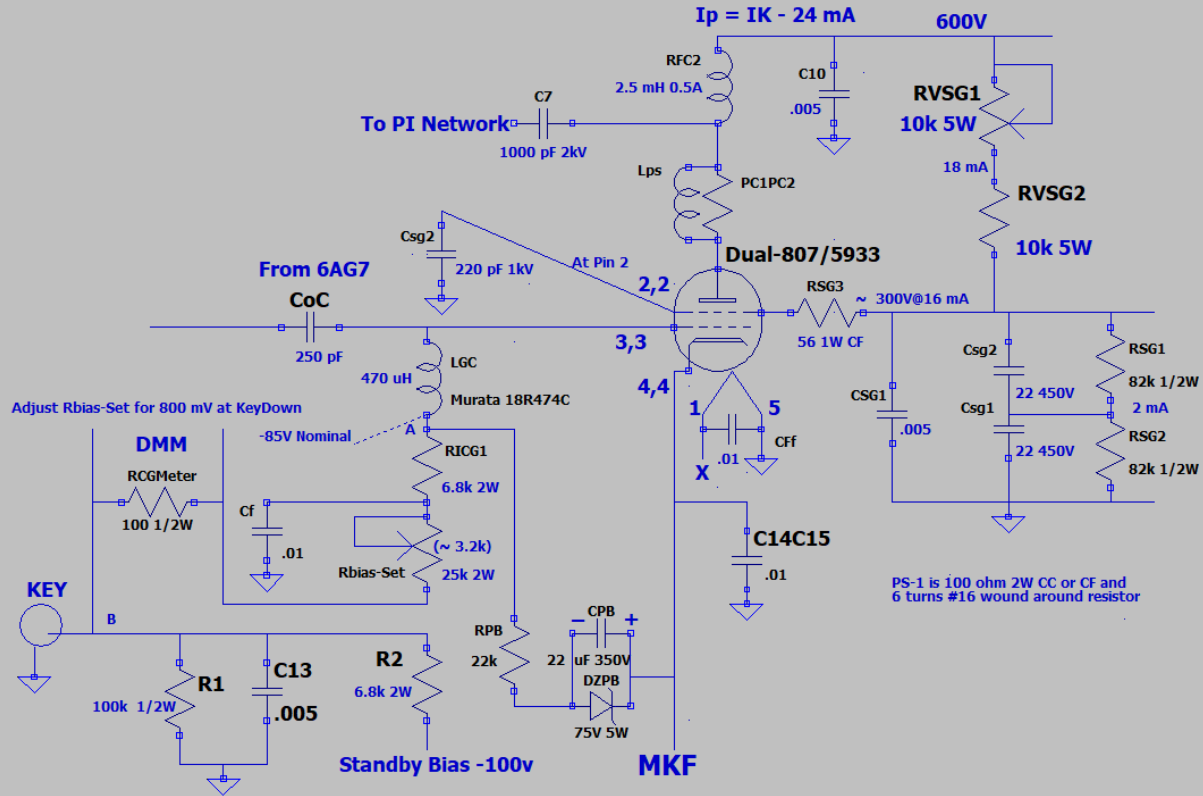 Ip = IK - 24 mA
600V
RFC2
2.5 mH 0.5A
C10
.005
RVSG1
10k 5W
C7
To PI Network
1000 pF 2kV
18 mA
Lps
PC1PC2
RVSG2
10k 5W
Csg2
220 pF 1kV
At Pin 2
Dual-807/5933
From 6AG7
CoC
250 pF
2,2
RSG3
~ 300V@16 mA
56 1W CF
3,3
LGC
470 uH
Murata 18R474C
4,4
Csg2
22 450V
RSG1
82k 1/2W
CSG1
.005
2 mA
Csg1
22 450V
RSG2
82k 1/2W
1
5
CFf
.01
X
Adjust Rbias-Set for 800 mV at KeyDown
-85V Nominal
A
DMM
RCGMeter
100 1/2W
RICG1
6.8k 2W
Cf
.01
(~ 3.2k)
Rbias-Set
25k 2W
C14C15
.01
PS-1 is 100 ohm 2W CC or CF and
6 turns #16 wound around resistor
KEY
B
RPB
22k
CPB
− +
22 uF 350V
DZPB
75V 5W
R1
100k 1/2W
C13
.005
R2
6.8k 2W
Standby Bias -100v
MKF